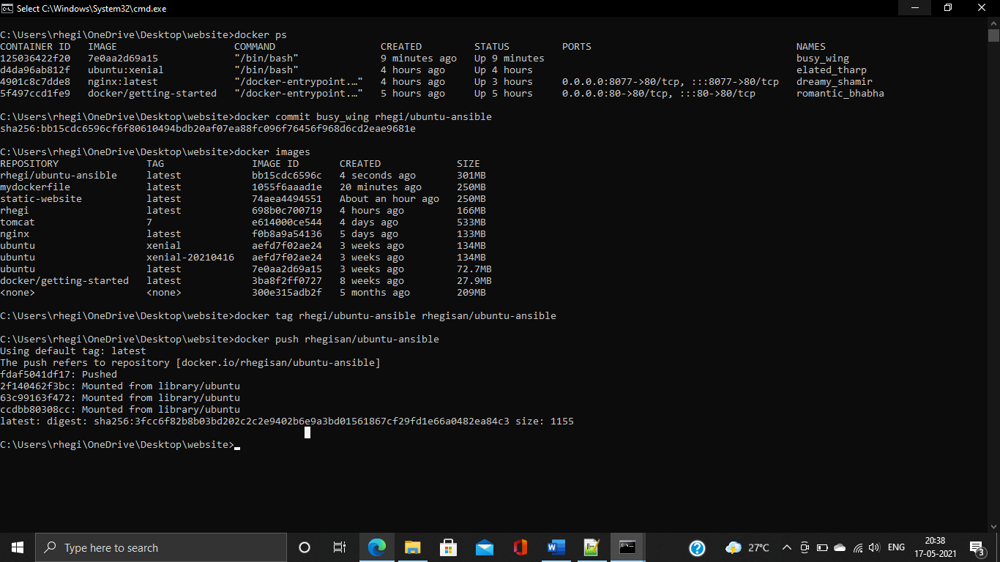 Select C:\Windows\System32\cmd.exe
C:\Users\rhegi\OneDrive\Desktop\website>docker ps
CONTAINER ID   IMAGE                    COMMAND                  CREATED         STATUS         PORTS                                   NAMES
125036422f20   7e0aa2d69a15             "/bin/bash"              9 minutes ago   Up 9 minutes                                           busy_wing
d4da96ab812f   ubuntu:xenial            "/bin/bash"              4 hours ago     Up 4 hours                                             elated_tharp
4901c8c7dde8   nginx:latest             "/docker-entrypoint.…"   4 hours ago     Up 3 hours     0.0.0.0:8077->80/tcp, :::8077->80/tcp   dreamy_shamir
5f497ccd1fe9   docker/getting-started   "/docker-entrypoint.…"   5 hours ago     Up 5 hours     0.0.0.0:80->80/tcp, :::80->80/tcp       romantic_bhabha
C:\Users\rhegi\OneDrive\Desktop\website>docker commit busy_wing rhegi/ubuntu-ansible
sha256:bb15cdc6596cf6f80610494bdb20af07ea88fc096f76456f968d6cd2eae9681e
C:\Users\rhegi\OneDrive\Desktop\website>docker images
REPOSITORY               TAG              IMAGE ID       CREATED             SIZE
rhegi/ubuntu-ansible     latest           bb15cdc6596c   4 seconds ago       301MB
mydockerfile             latest           1055f6aaad1e   20 minutes ago      250MB
static-website           latest           74aea4494551   About an hour ago   250MB
rhegi                    latest           698b0c700719   4 hours ago         166MB
tomcat                   7                e614000ce544   4 days ago          533MB
nginx                    latest           f0b8a9a54136   5 days ago          133MB
ubuntu                   xenial           aefd7f02ae24   3 weeks ago         134MB
ubuntu                   xenial-20210416   aefd7f02ae24   3 weeks ago         134MB
ubuntu                   latest           7e0aa2d69a15   3 weeks ago         72.7MB
docker/getting-started   latest           3ba8f2ff0727   8 weeks ago         27.9MB
<none>                   <none>           300e315adb2f   5 months ago        209MB
C:\Users\rhegi\OneDrive\Desktop\website>docker tag rhegi/ubuntu-ansible rhegisan/ubuntu-ansible
C:\Users\rhegi\OneDrive\Desktop\website>docker push rhegisan/ubuntu-ansible
Using default tag: latest
The push refers to repository [docker.io/rhegisan/ubuntu-ansible]
fdaf5041df17: Pushed
2f140462f3bc: Mounted from library/ubuntu
63c99163f472: Mounted from library/ubuntu
ccdbb80308cc: Mounted from library/ubuntu
latest: digest: sha256:3fcc6f82b8b03bd202c2c2e9402b6e9a3bd01561867cf29fd1e66a0482ea84c3 size: 1155
C:\Users\rhegi\OneDrive\Desktop\website>
Type here to search
27°C
ENG
20:38
17-05-2021
3